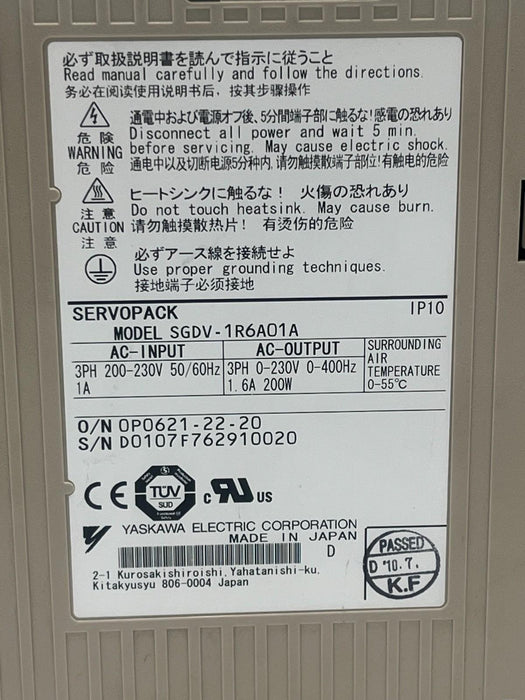 必ず取扱説明書を読んで指示に従うこと
Read manual carefully and follow the directions.
务必在阅读使用说明书后，按其步骤操作
危険
WARNING
危险
通電中および電源オフ後、5分間端子部に触るな!感電の恐れあり
Disconnect all power and wait 5 min.
before servicing. May cause electric shock.
通电中以及切断电源5分种内，请勿触摸散端子部位!有触电的危险
注意
CAUTION
注意
ヒートシンクに触るな! 火傷の恐れあり
Do not touch heatsink. May cause burn.
请勿触摸散热片! 有烫伤的危险
必ずアース線を接続せよ
Use proper grounding techniques.
接地端子必须接地
SERVOPACK IP10
MODEL SGDV-1R6A01A
AC-INPUT
3PH 200-230V 50/60Hz
1A
AC-OUTPUT
3PH 0-230V 0-400Hz
1.6A 200W
SURROUNDING
AIR
TEMPERATURE
0-55℃
O/N 0P0621-22-20
S/N D0107F762910020
CE
TÜV
SÜD
c RU US
YASKAWA ELECTRIC CORPORATION
MADE IN JAPAN
D
2-1 Kurosakishiroishi, Yahatanishi-ku,
Kitakyusyu 806-0004 Japan
PASSED
D '10.7.
K.F